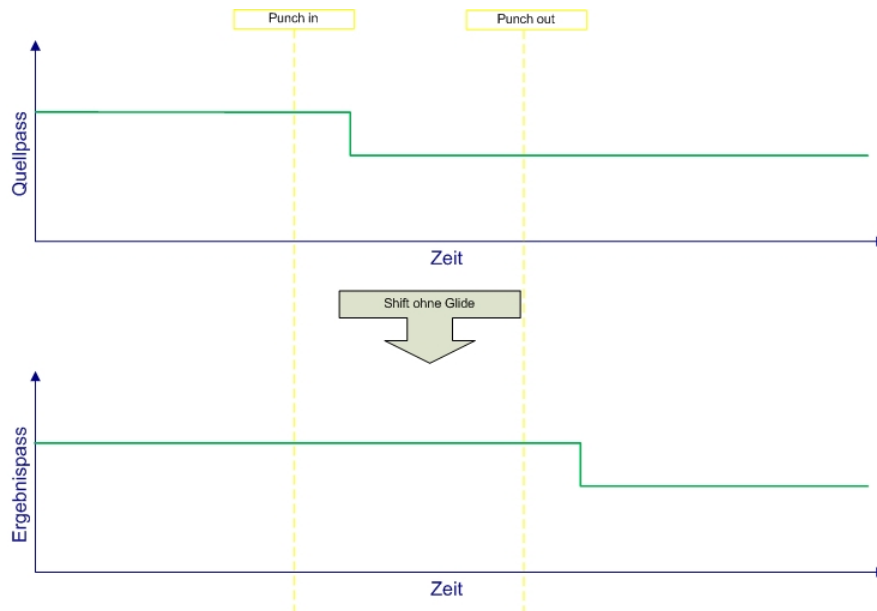 Punch in
Punch out
Quellpass
Zeit
Shift ohne Glide
Ergebnispass
Zeit